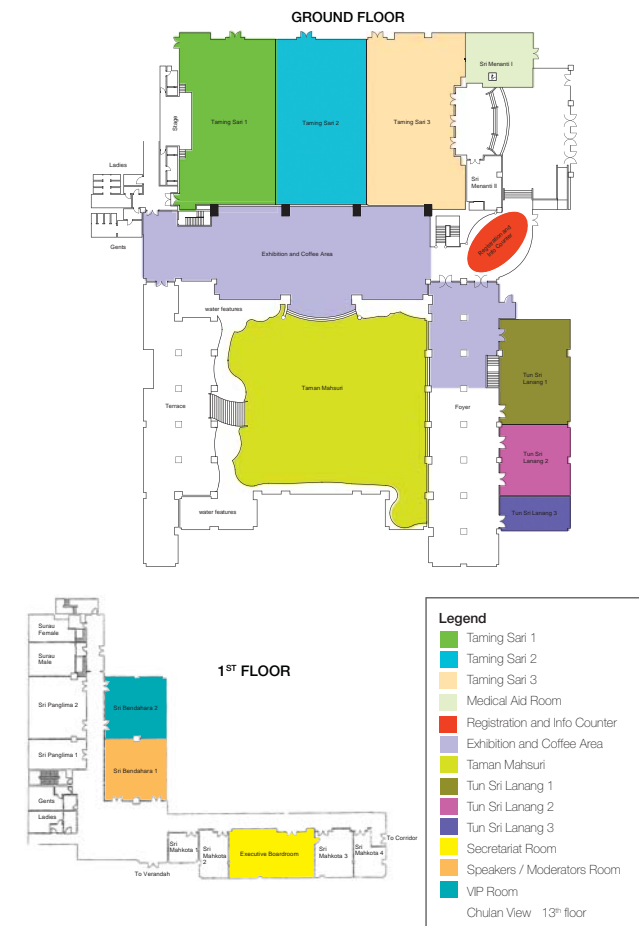 GROUND FLOOR
Sri Menanti I
Stage
Taming Sari 1
Taming Sari 2
Taming Sari 3
Ladies
Sri
Menanti II
Gents
Registration and
Info Counter
Exhibition and Coffee Area
water features
Tun Sri
Lanang 1
Taman Mahsuri
Terrace
Foyer
Tun Sri
Lanang 2
water features
Tun Sri Lanang 3
1ST FLOOR
Surau
Female
Surau
Male
Sri Panglima 2
Sri Bendahara 2
Sri Panglima 1
Sri Bendahara 1
Gents
Ladies
Sri
Mahkota 1
Sri
Mahkota
2
Executive Boardroom
Sri
Mahkota 3
Sri
Mahkota 4
To Corridor
To Verandah
Legend
Taming Sari 1
Taming Sari 2
Taming Sari 3
Medical Aid Room
Registration and Info Counter
Exhibition and Coffee Area
Taman Mahsuri
Tun Sri Lanang 1
Tun Sri Lanang 2
Tun Sri Lanang 3
Secretariat Room
Speakers / Moderators Room
VIP Room
Chulan View 13th floor